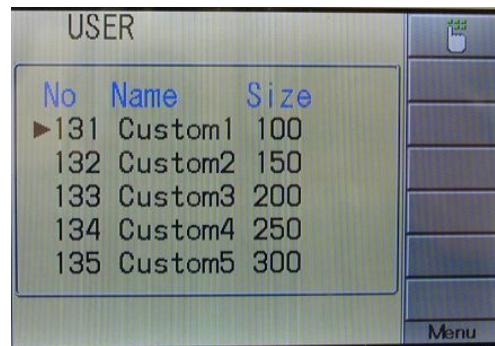 USER
No Name Size
►131 Custom1 100
132 Custom2 150
133 Custom3 200
134 Custom4 250
135 Custom5 300
Menu